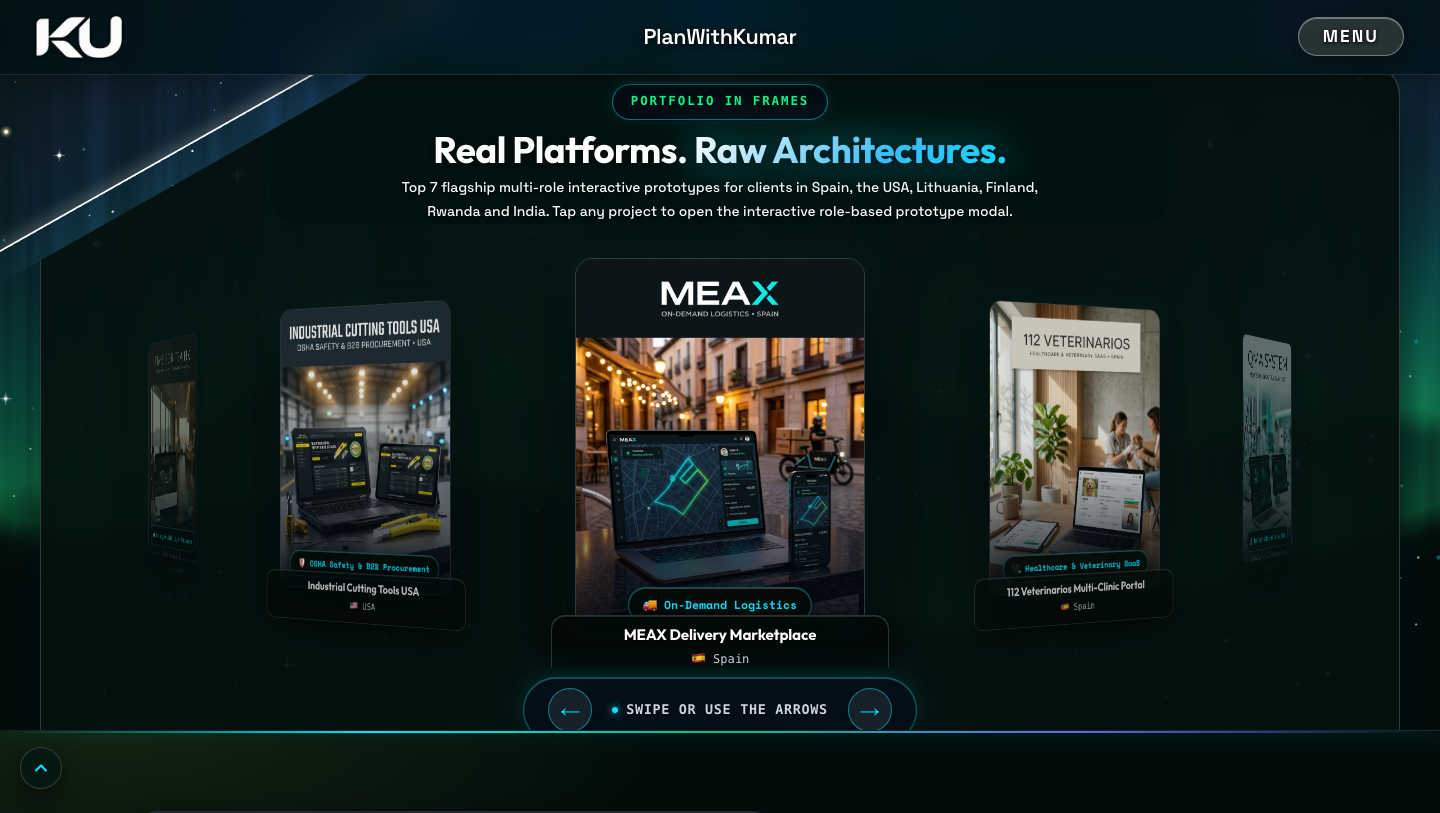 KU
PlanWithKumar
MENU
PORTFOLIO IN FRAMES
Real Platforms. Raw Architectures.
Top 7 flagship multi-role interactive prototypes for clients in Spain, the USA, Lithuania, Finland,
Rwanda and India. Tap any project to open the interactive role-based prototype modal.
MEAX
ON-DEMAND LOGISTICS • SPAIN
INDUSTRIAL CUTTING TOOLS USA
OSHA SAFETY & B2B PROCUREMENT • USA
112 VETERINARIOS
HEALTHCARE & VETERINARY SAAS • SPAIN
MEAX
MEAX
OSHA Safety & B2B Procurement
Industrial Cutting Tools USA
USA
On-Demand Logistics
MEAX Delivery Marketplace
Spain
Healthcare & Veterinary SaaS
112 Veterinarios Multi-Clinic Portal
Spain
← SWIPE OR USE THE ARROWS →